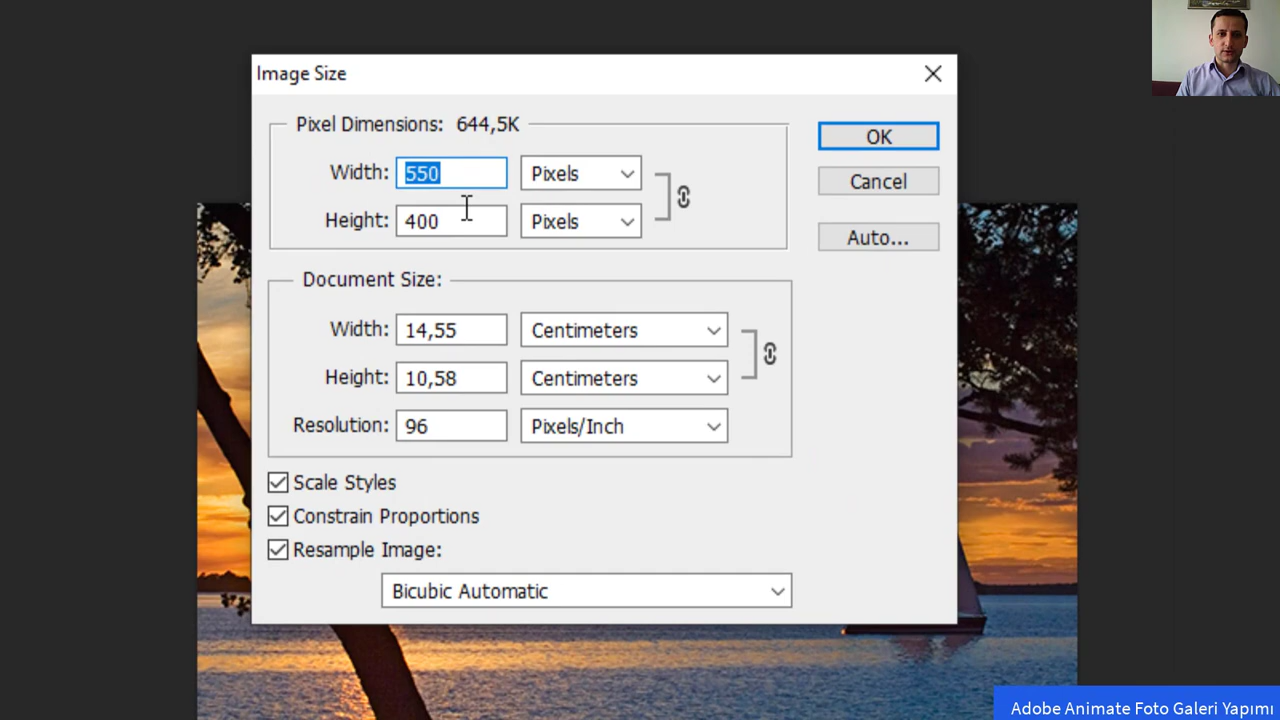 Image Size
Pixel Dimensions: 644,5K
Width: 550 Pixels
Height: 400 Pixels
OK
Cancel
Auto...
Document Size:
Width: 14,55 Centimeters
Height: 10,58 Centimeters
Resolution: 96 Pixels/Inch
Scale Styles
Constrain Proportions
Resample Image:
Bicubic Automatic
Adobe Animate Foto Galeri Yapımı